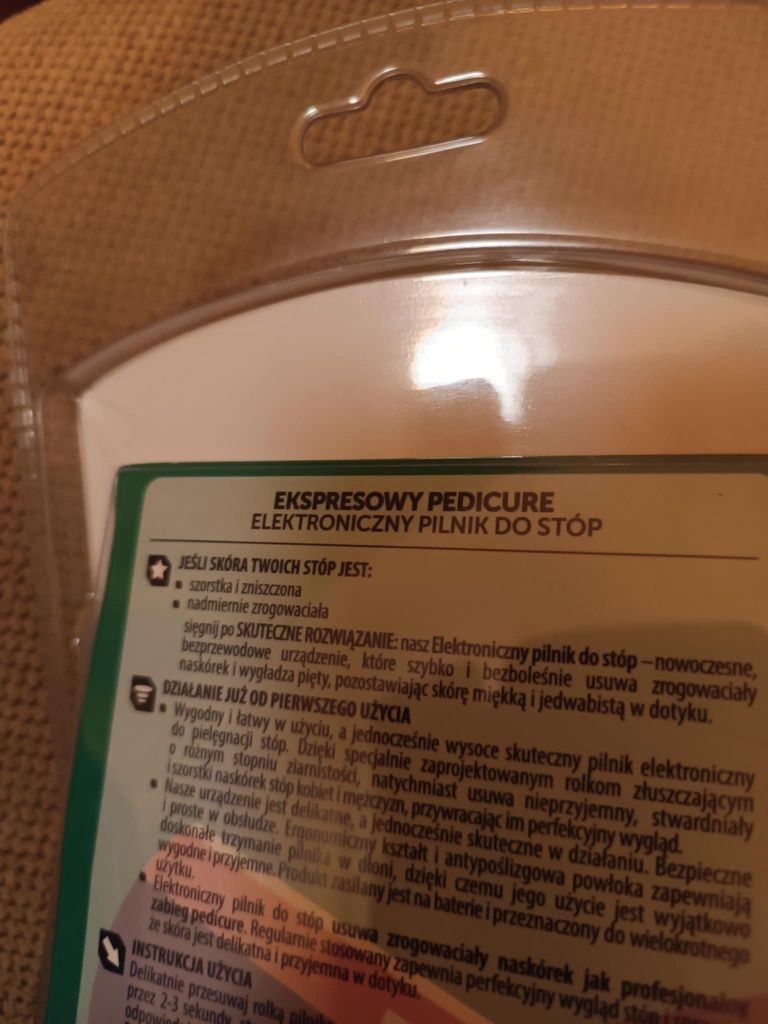 EKSPRESOWY PEDICURE
ELEKTRONICZNY PILNIK DO STÓP
JEŚLI SKÓRA TWOICH STÓP JEST:
▪ szorstka i zniszczona
▪ nadmiernie zrogowaciała
sięgnij po SKUTECZNE ROZWIĄZANIE: nasz Elektroniczny pilnik do stóp – nowoczesne,
bezprzewodowe urządzenie, które szybko i bezboleśnie usuwa zrogowaciały
naskórek i wygładza pięty, pozostawiając skórę miękką i jedwabistą w dotyku.
DZIAŁANIE JUŻ OD PIERWSZEGO UŻYCIA
▪ Wygodny i łatwy w użyciu, a jednocześnie wysoce skuteczny pilnik elektroniczny
do pielęgnacji stóp. Dzięki specjalnie zaprojektowanym rolkom złuszczającym
o różnym stopniu ziarnistości, natychmiast usuwa nieprzyjemny, stwardniały
i szorstki naskórek stóp kobiet i mężczyzn, przywracając im perfekcyjny wygląd.
▪ Nasze urządzenie jest delikatne, a jednocześnie skuteczne w działaniu. Bezpieczne
i proste w obsłudze. Ergonomiczny kształt i antypoślizgowa powłoka zapewniają
doskonałe trzymanie pilnika w dłoni, dzięki czemu jego użycie jest wyjątkowo
wygodne i przyjemne. Produkt zasilany jest na baterie i przeznaczony do wielokrotnego
użytku.
▪ Elektroniczny pilnik do stóp usuwa zrogowaciały naskórek jak profesjonalny
zabieg pedicure. Regularnie stosowany zapewnia perfekcyjny wygląd stóp i
że skóra jest delikatna i przyjemna w dotyku.
INSTRUKCJA UŻYCIA
Delikatnie przesuwaj rolką
przez 2-3 sekundy